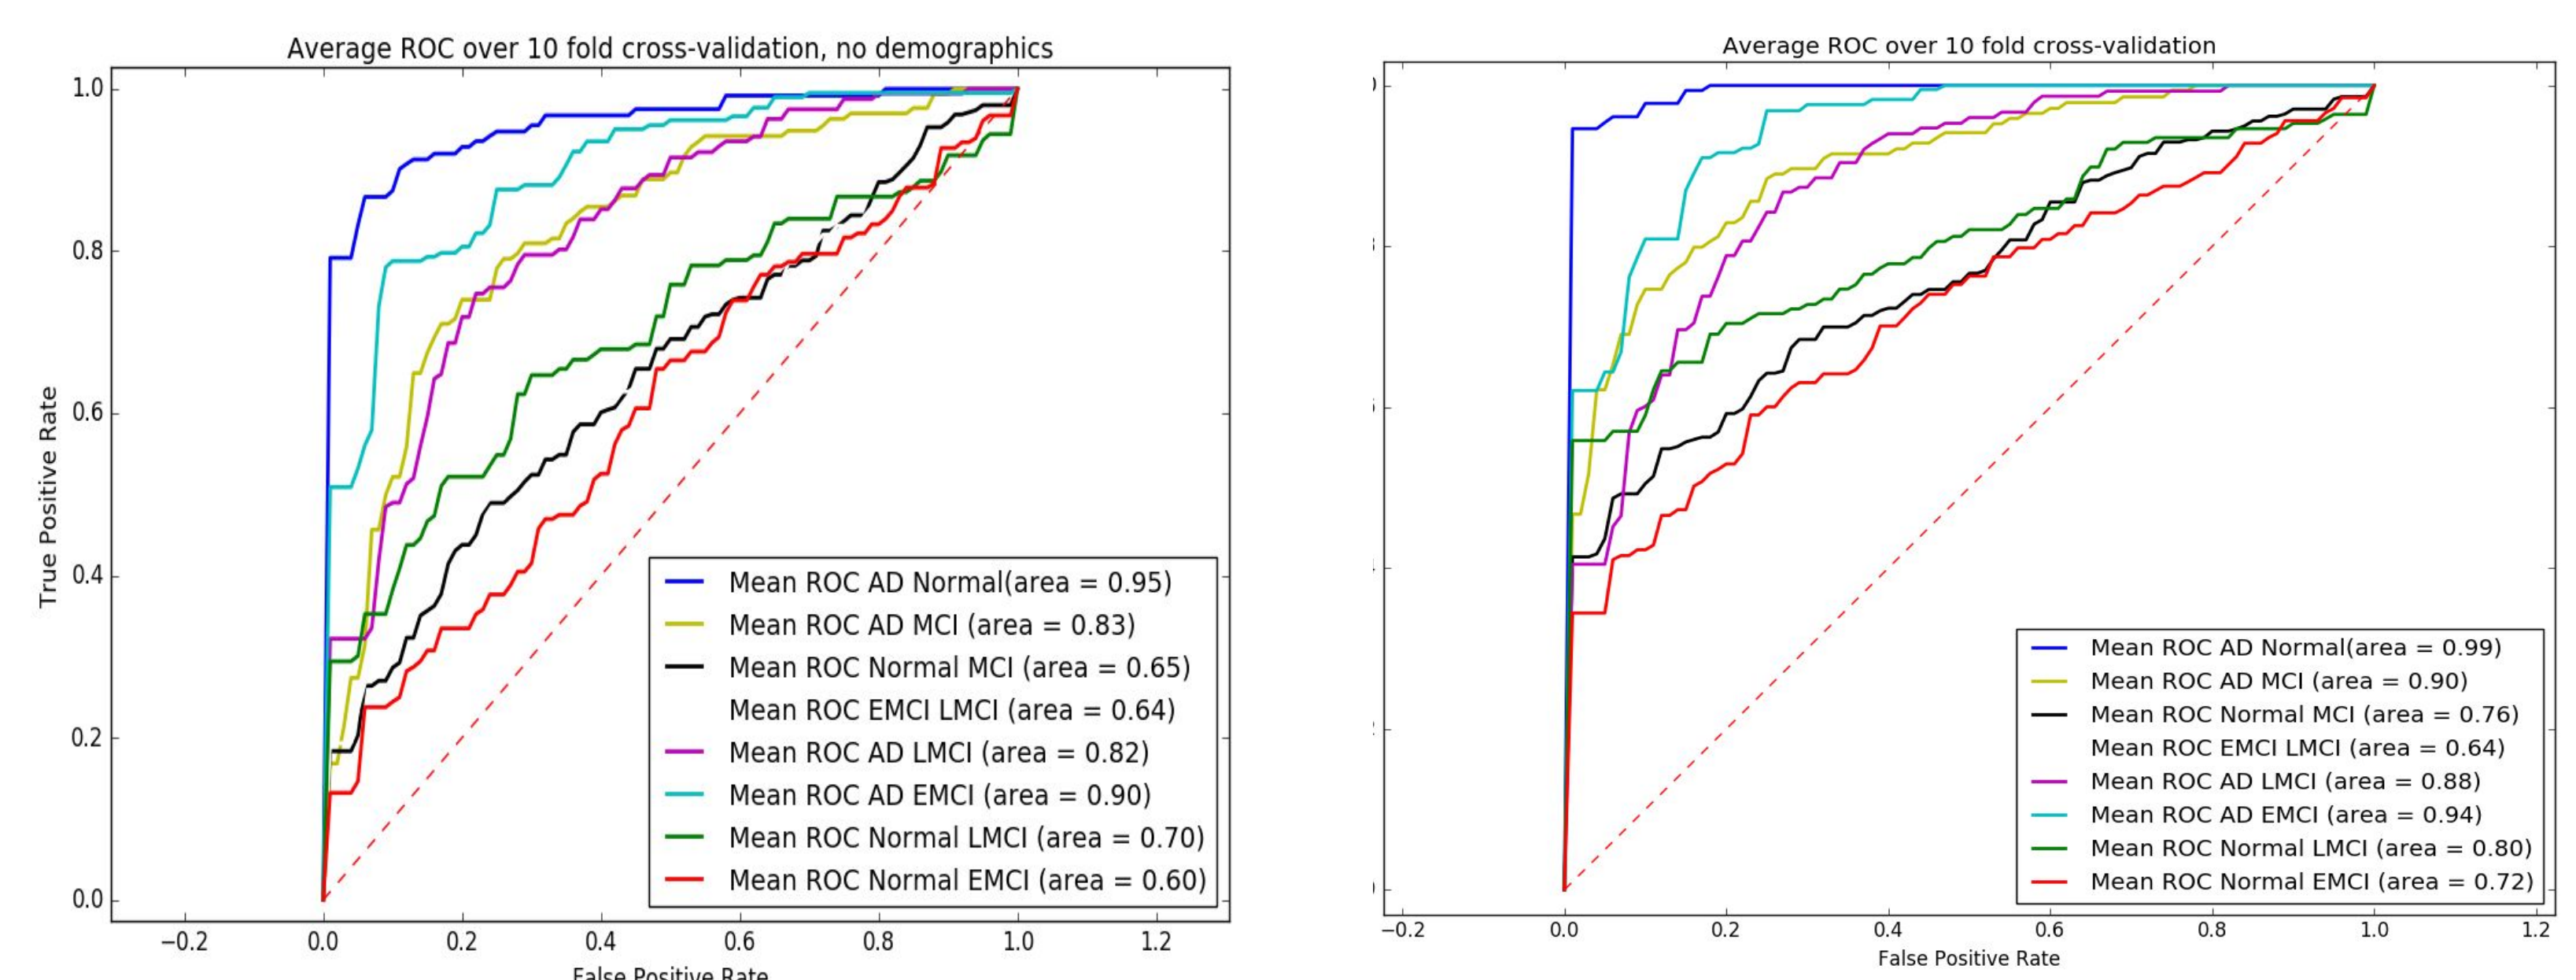 Average ROC over 10 fold cross-validation, no demographics
True Positive Rate
1.0
0.8
0.6
0.4
0.2
0.0
Mean ROC AD Normal(area = 0.95)
Mean ROC AD MCI (area = 0.83)
Mean ROC Normal MCI (area = 0.65)
Mean ROC EMCI LMCI (area = 0.64)
Mean ROC AD LMCI (area = 0.82)
Mean ROC AD EMCI (area = 0.90)
Mean ROC Normal LMCI (area = 0.70)
Mean ROC Normal EMCI (area = 0.60)
−0.2 0.0 0.2 0.4 0.6 0.8 1.0 1.2
False Positive Rate
Average ROC over 10 fold cross-validation
Mean ROC AD Normal(area = 0.99)
Mean ROC AD MCI (area = 0.90)
Mean ROC Normal MCI (area = 0.76)
Mean ROC EMCI LMCI (area = 0.64)
Mean ROC AD LMCI (area = 0.88)
Mean ROC AD EMCI (area = 0.94)
Mean ROC Normal LMCI (area = 0.80)
Mean ROC Normal EMCI (area = 0.72)
−0.2 0.0 0.2 0.4 0.6 0.8 1.0 1.2
False Positive Rate